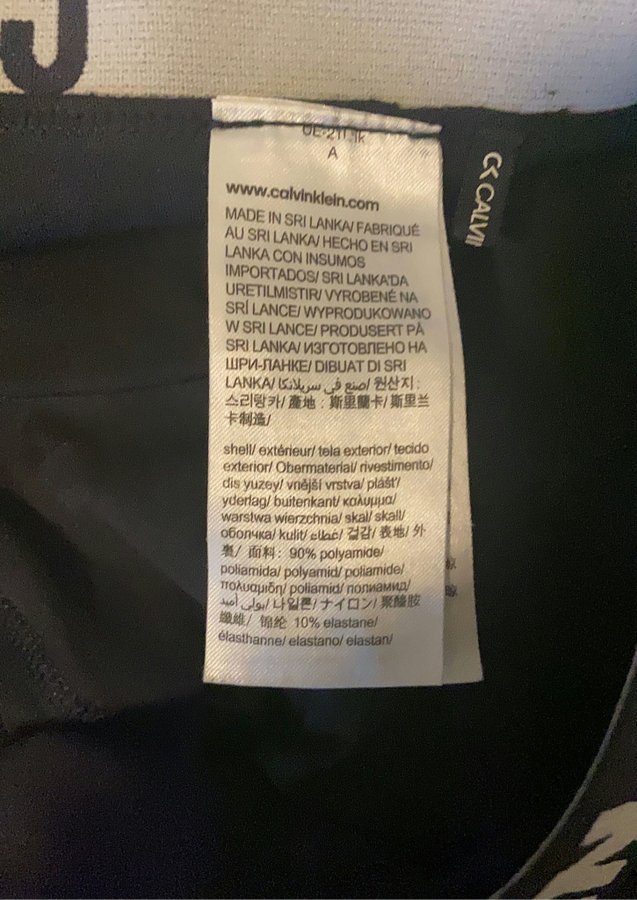 J
A
www.calvinklein.com
MADE IN SRI LANKA/ FABRIQUÉ
AU SRI LANKA/ HECHO EN SRI
LANKA CON INSUMOS
IMPORTADOS/ SRI LANKA'DA
URETILMISTIR/ VYROBENÉ NA
SRÍ LANCE/ WYPRODUKOWANO
W SRI LANCE/ PRODUSERT PÅ
SRI LANKA/ ИЗГОТОВЛЕНО НА
ШРИ-ЛАНКЕ/ DIBUAT DI SRI
LANKA/ صنع في سريلانكا/ 원산지 :
스리랑카/ 產地 : 斯里蘭卡/ 斯里兰
卡制造/
shell/ extérieur/ tela exterior/ tecido
exterior/ Obermaterial/ rivestimento/
dis yuzey/ vnější vrstva/ plášť/
yderlag/ buitenkant/ καλυμμα/
warstwa wierzchnia/ skal/ skall/
оболчка/ kulit/ غطاء/ 겉감/ 表地/ 外
裏/ 面料 : 90% polyamide/
poliamida/ polyamid/ poliamide/
πολυαμιδη/ poliamid/ полиамид/
بولي أميد/ 나일론/ ナイロン/ 聚醯胺
纖維/ 锦纶 10% elastane/
élasthanne/ elastano/ elastan/
CK CALVI